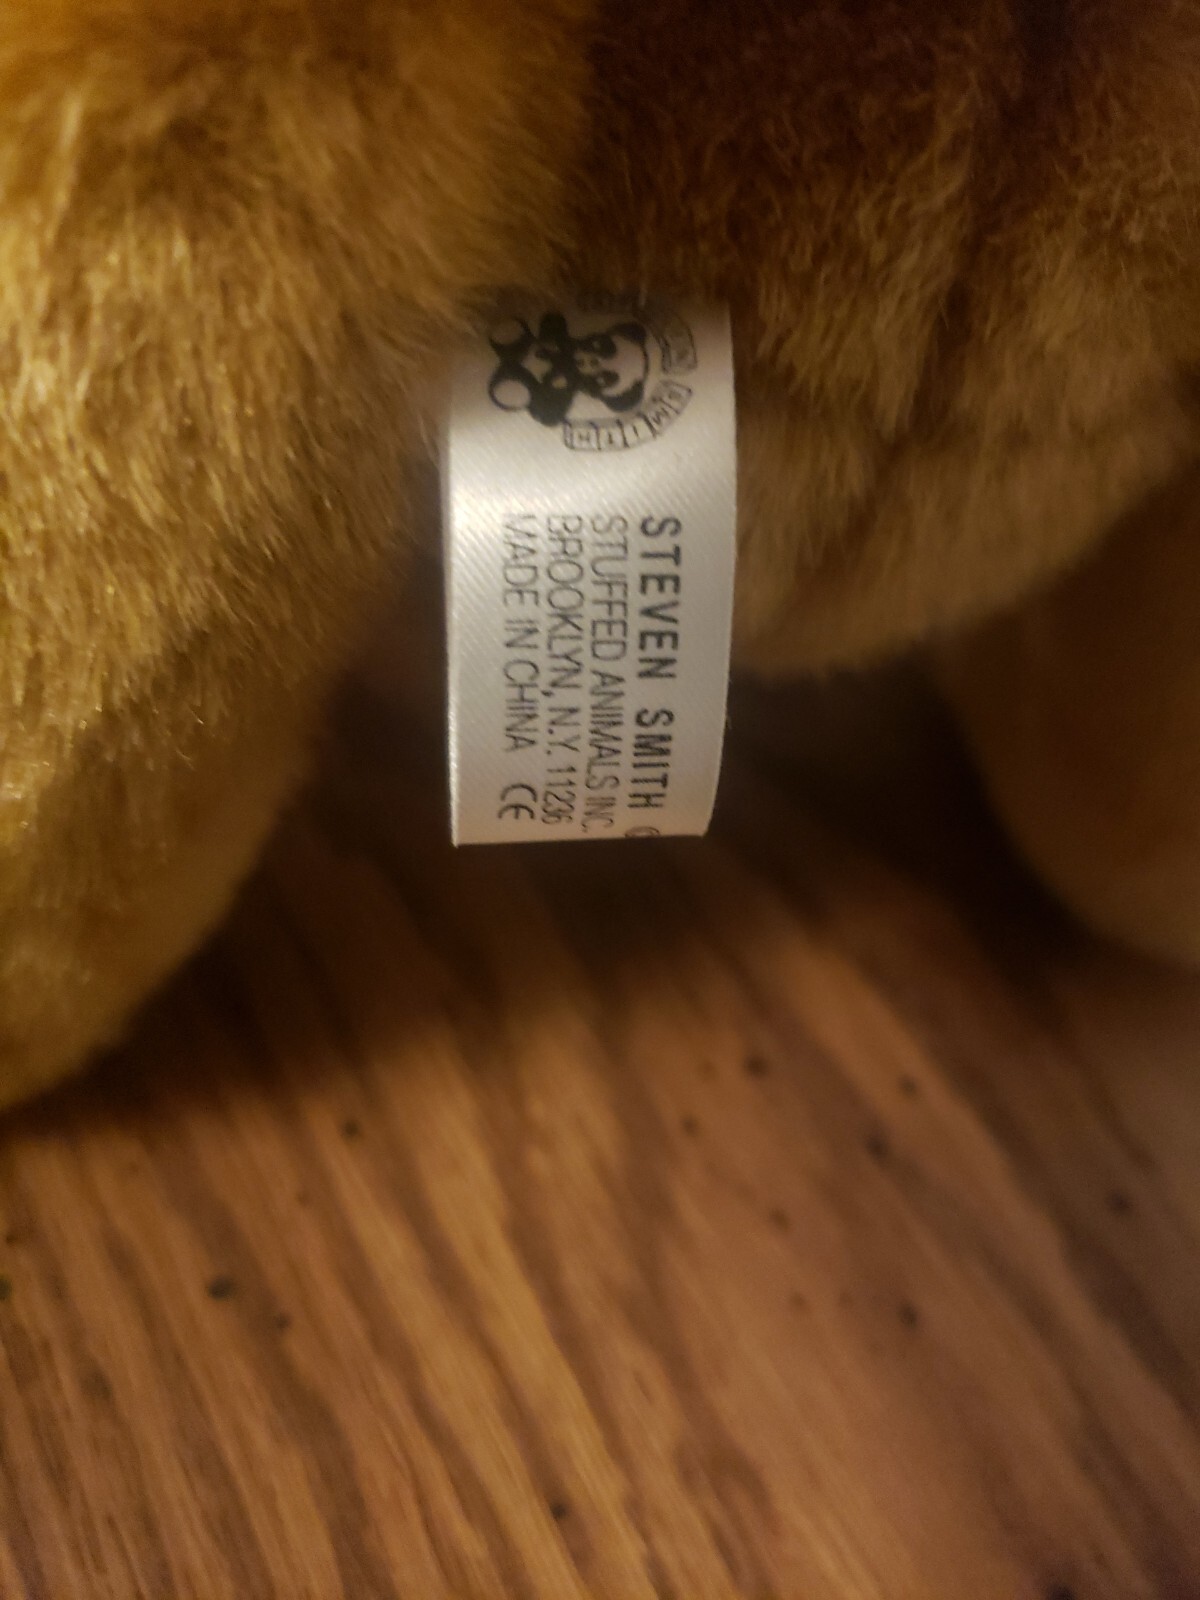 STEVEN SMITH ©
STUFFED ANIMALS INC.
BROOKLYN, N.Y. 11236
MADE IN CHINA CE